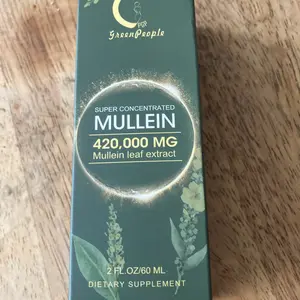 GreenPeople
SUPER CONCENTRATED
MULLEIN
420,000 MG
Mullein leaf extract
2 FL OZ/60 ML
DIETARY SUPPLEMENT